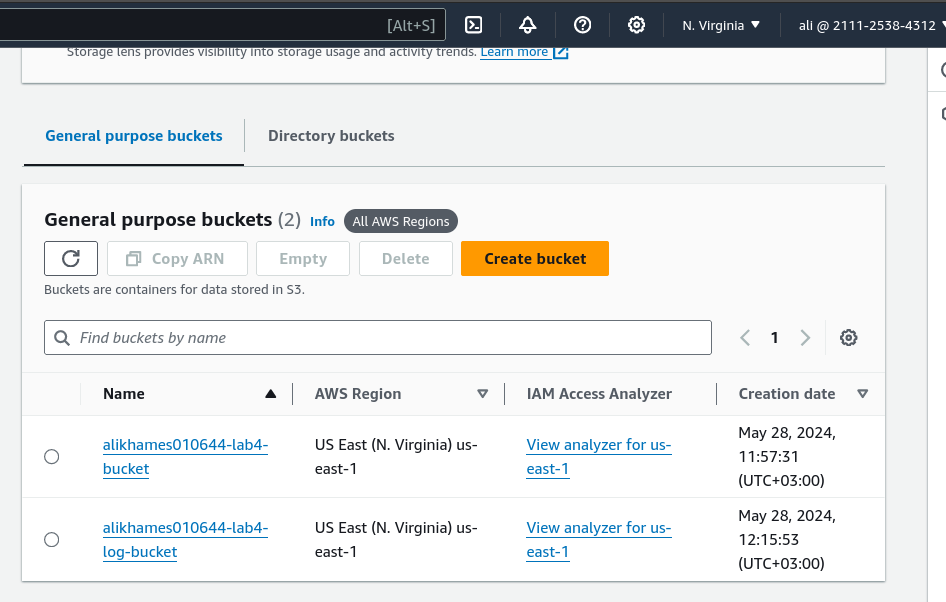 [Alt+S]
N. Virginia
ali @ 2111-2538-4312
Storage lens provides visibility into storage usage and activity trends. Learn more
General purpose buckets
Directory buckets
General purpose buckets (2) Info All AWS Regions
Copy ARN
Empty
Delete
Create bucket
Buckets are containers for data stored in S3.
Find buckets by name
1
Name
AWS Region
IAM Access Analyzer
Creation date
alikhames010644-lab4-
bucket
US East (N. Virginia) us-
east-1
View analyzer for us-
east-1
May 28, 2024,
11:57:31
(UTC+03:00)
alikhames010644-lab4-
log-bucket
US East (N. Virginia) us-
east-1
View analyzer for us-
east-1
May 28, 2024,
12:15:53
(UTC+03:00)